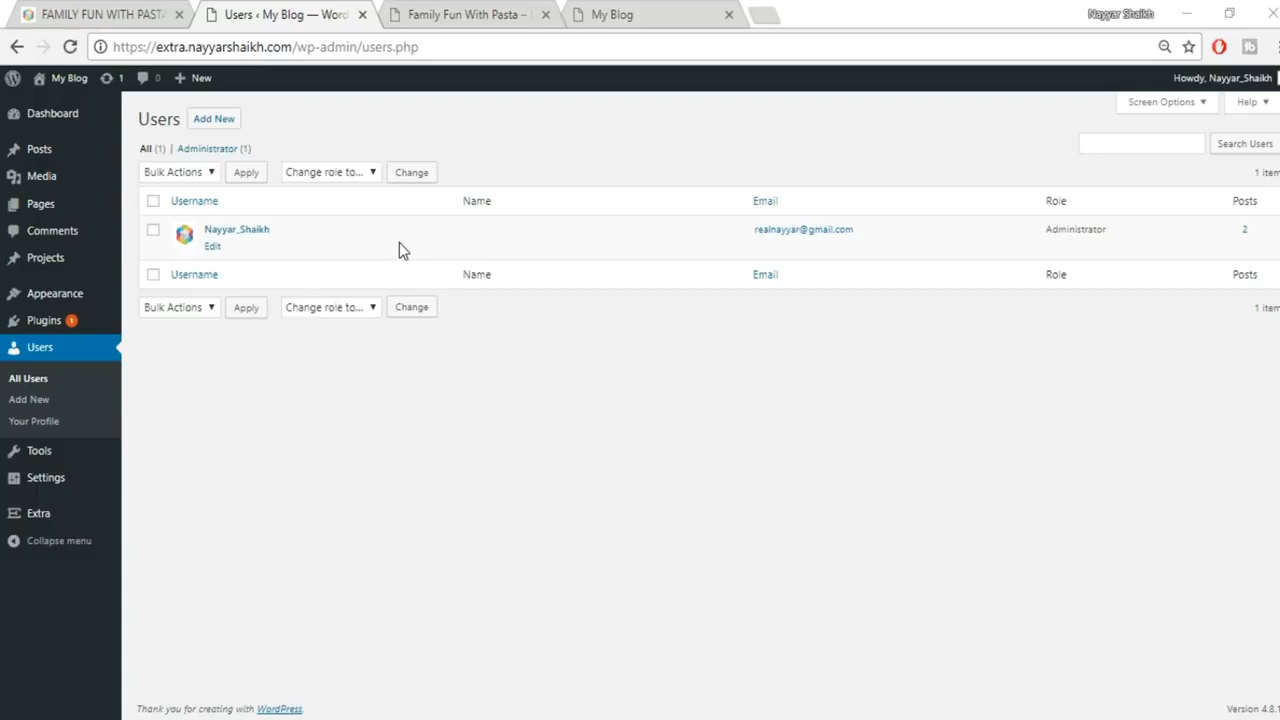 FAMILY FUN WITH PASTA
Users ‹ My Blog — Word
Family Fun With Pasta –
My Blog
Nayyar Shaikh
https://extra.nayyarshaikh.com/wp-admin/users.php
My Blog 1 0 New
Howdy, Nayyar_Shaikh
Dashboard
Posts
Media
Pages
Comments
Projects
Appearance
Plugins 1
Users
All Users
Add New
Your Profile
Tools
Settings
Extra
Collapse menu
Screen Options ▼ Help ▼
Users Add New
All (1) | Administrator (1)
Search Users
Bulk Actions ▼ Apply Change role to... ▼ Change 1 item
Username Name Email Role Posts
Nayyar_Shaikh realnayyar@gmail.com Administrator 2
Edit
Username Name Email Role Posts
Bulk Actions ▼ Apply Change role to... ▼ Change 1 item
Thank you for creating with WordPress.
Version 4.8.1